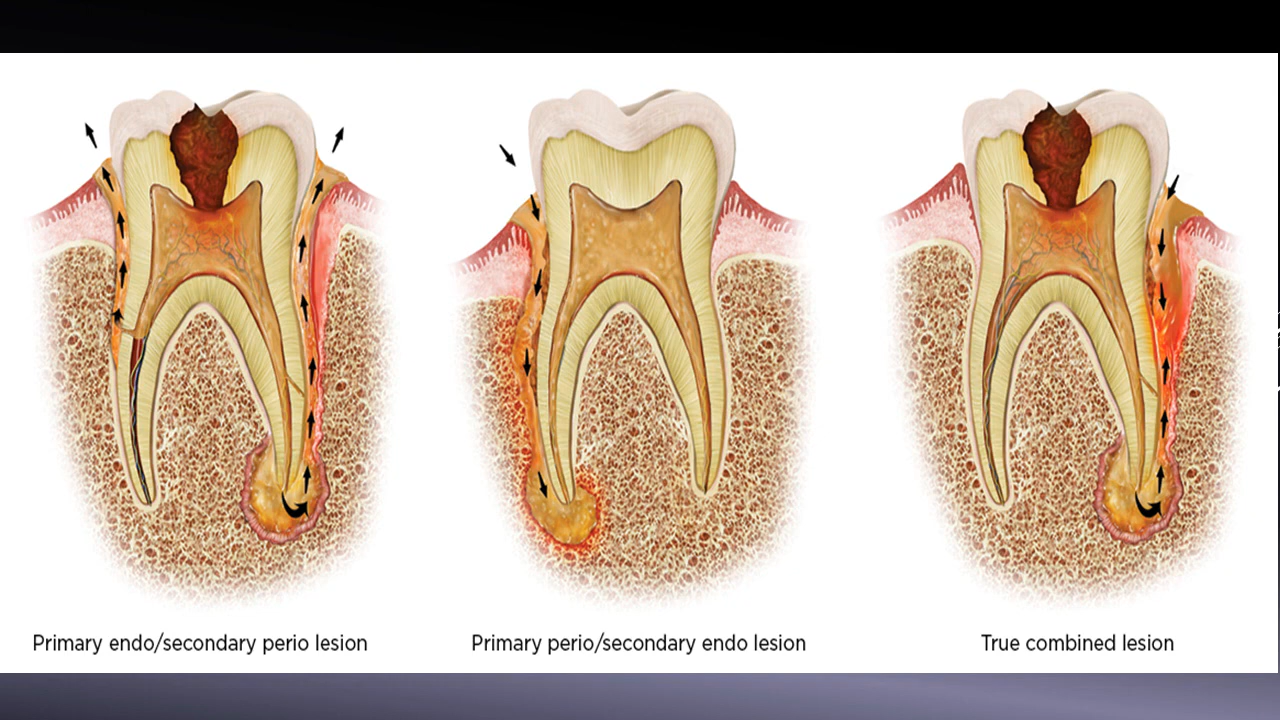 Primary endo/secondary perio lesion
Primary perio/secondary endo lesion
True combined lesion